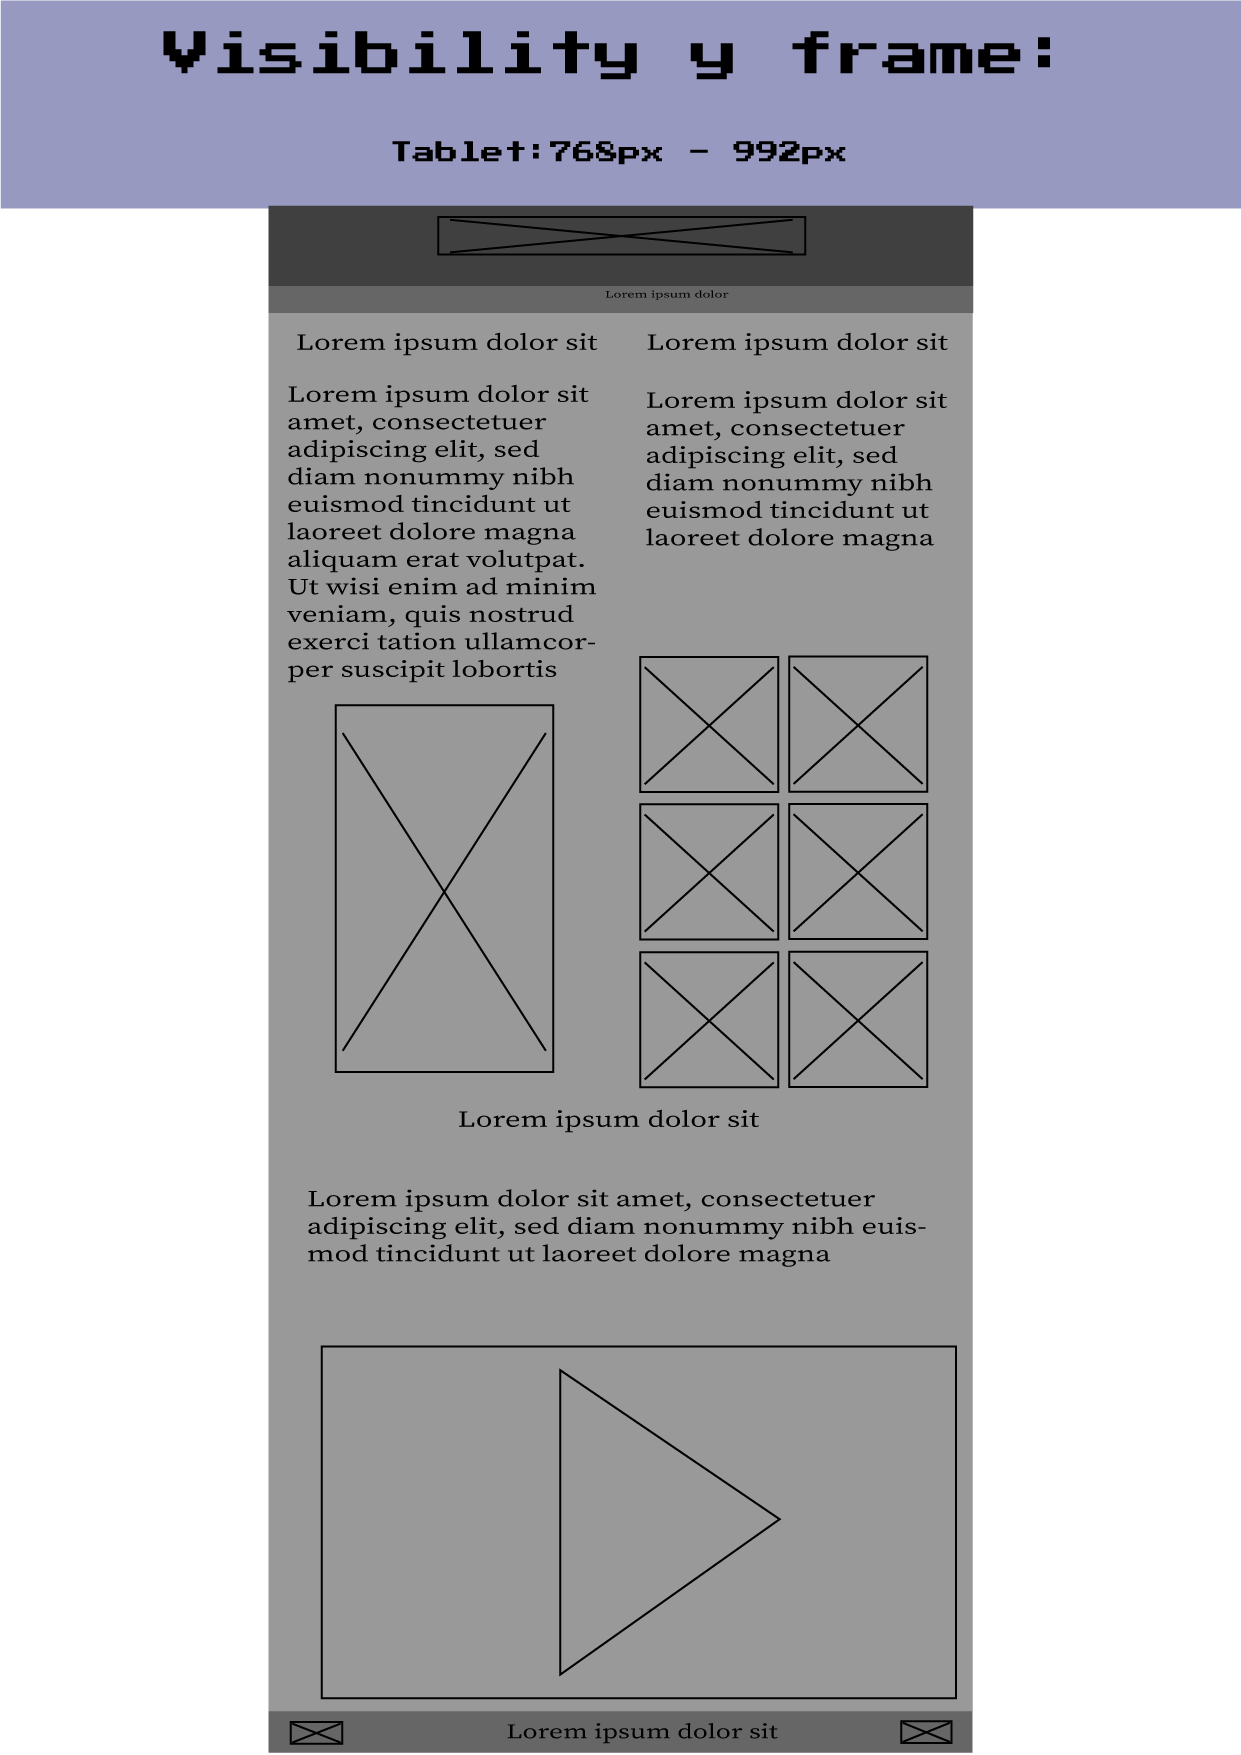 Visibility y frame:
Tablet:768px - 992px
Lorem ipsum dolor
Lorem ipsum dolor sit
Lorem ipsum dolor sit
amet, consectetuer
adipiscing elit, sed
diam nonummy nibh
euismod tincidunt ut
laoreet dolore magna
aliquam erat volutpat.
Ut wisi enim ad minim
veniam, quis nostrud
exerci tation ullamcor-
per suscipit lobortis
Lorem ipsum dolor sit
Lorem ipsum dolor sit
amet, consectetuer
adipiscing elit, sed
diam nonummy nibh
euismod tincidunt ut
laoreet dolore magna
Lorem ipsum dolor sit
Lorem ipsum dolor sit amet, consectetuer
adipiscing elit, sed diam nonummy nibh euis-
mod tincidunt ut laoreet dolore magna
Lorem ipsum dolor sit